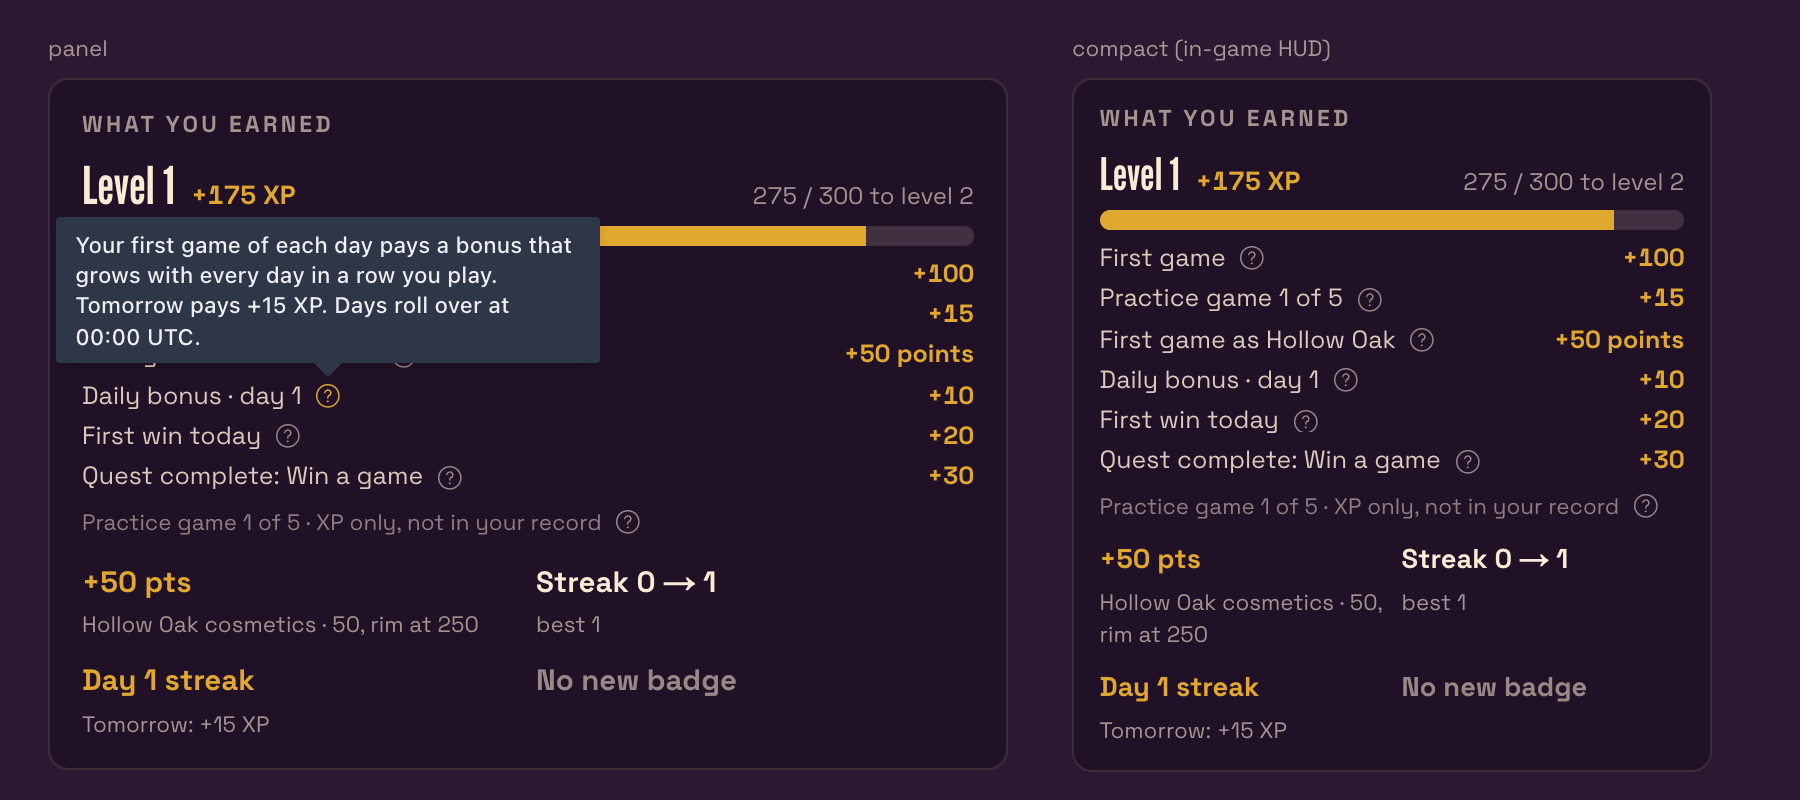 panel
WHAT YOU EARNED
Level 1 +175 XP 275 / 300 to level 2
Your first game of each day pays a bonus that
grows with every day in a row you play.
Tomorrow pays +15 XP. Days roll over at
00:00 UTC.
+100
+15
+50 points
Daily bonus · day 1 ? +10
First win today ? +20
Quest complete: Win a game ? +30
Practice game 1 of 5 · XP only, not in your record ?
+50 pts
Hollow Oak cosmetics · 50, rim at 250
Streak 0 → 1
best 1
Day 1 streak
Tomorrow: +15 XP
No new badge
compact (in-game HUD)
WHAT YOU EARNED
Level 1 +175 XP 275 / 300 to level 2
First game ? +100
Practice game 1 of 5 ? +15
First game as Hollow Oak ? +50 points
Daily bonus · day 1 ? +10
First win today ? +20
Quest complete: Win a game ? +30
Practice game 1 of 5 · XP only, not in your record ?
+50 pts
Hollow Oak cosmetics · 50,
rim at 250
Streak 0 → 1
best 1
Day 1 streak
Tomorrow: +15 XP
No new badge